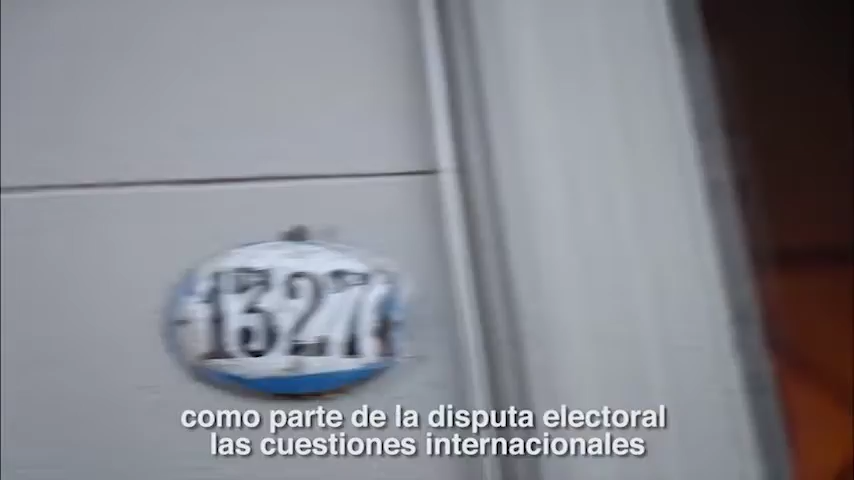 1327
como parte de la disputa electoral
las cuestiones internacionales